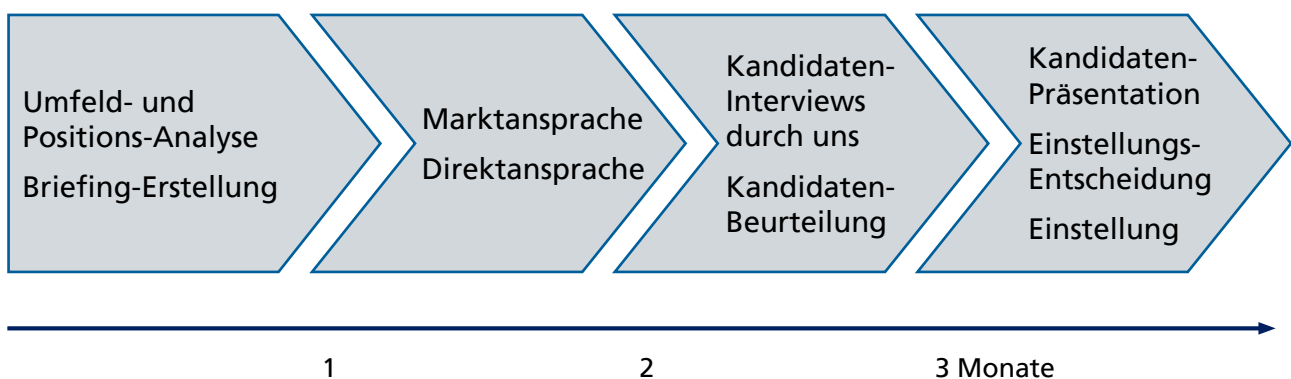 Umfeld- und
Positions-Analyse
Briefing-Erstellung
Marktansprache
Direktansprache
Kandidaten-
Interviews
durch uns
Kandidaten-
Beurteilung
Kandidaten-
Präsentation
Einstellungs-
Entscheidung
Einstellung
1
2
3 Monate